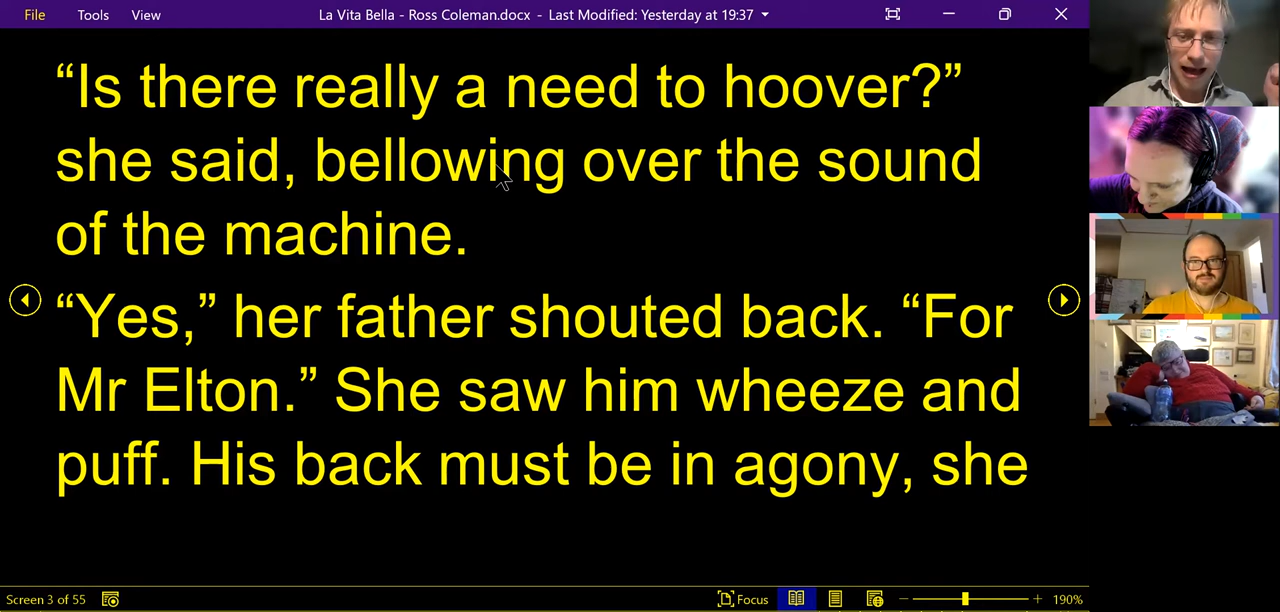 File Tools View La Vita Bella - Ross Coleman.docx - Last Modified: Yesterday at 19:37
“Is there really a need to hoover?”
she said, bellowing over the sound
of the machine.
“Yes,” her father shouted back. “For
Mr Elton.” She saw him wheeze and
puff. His back must be in agony, she
Screen 3 of 55 Focus 190%